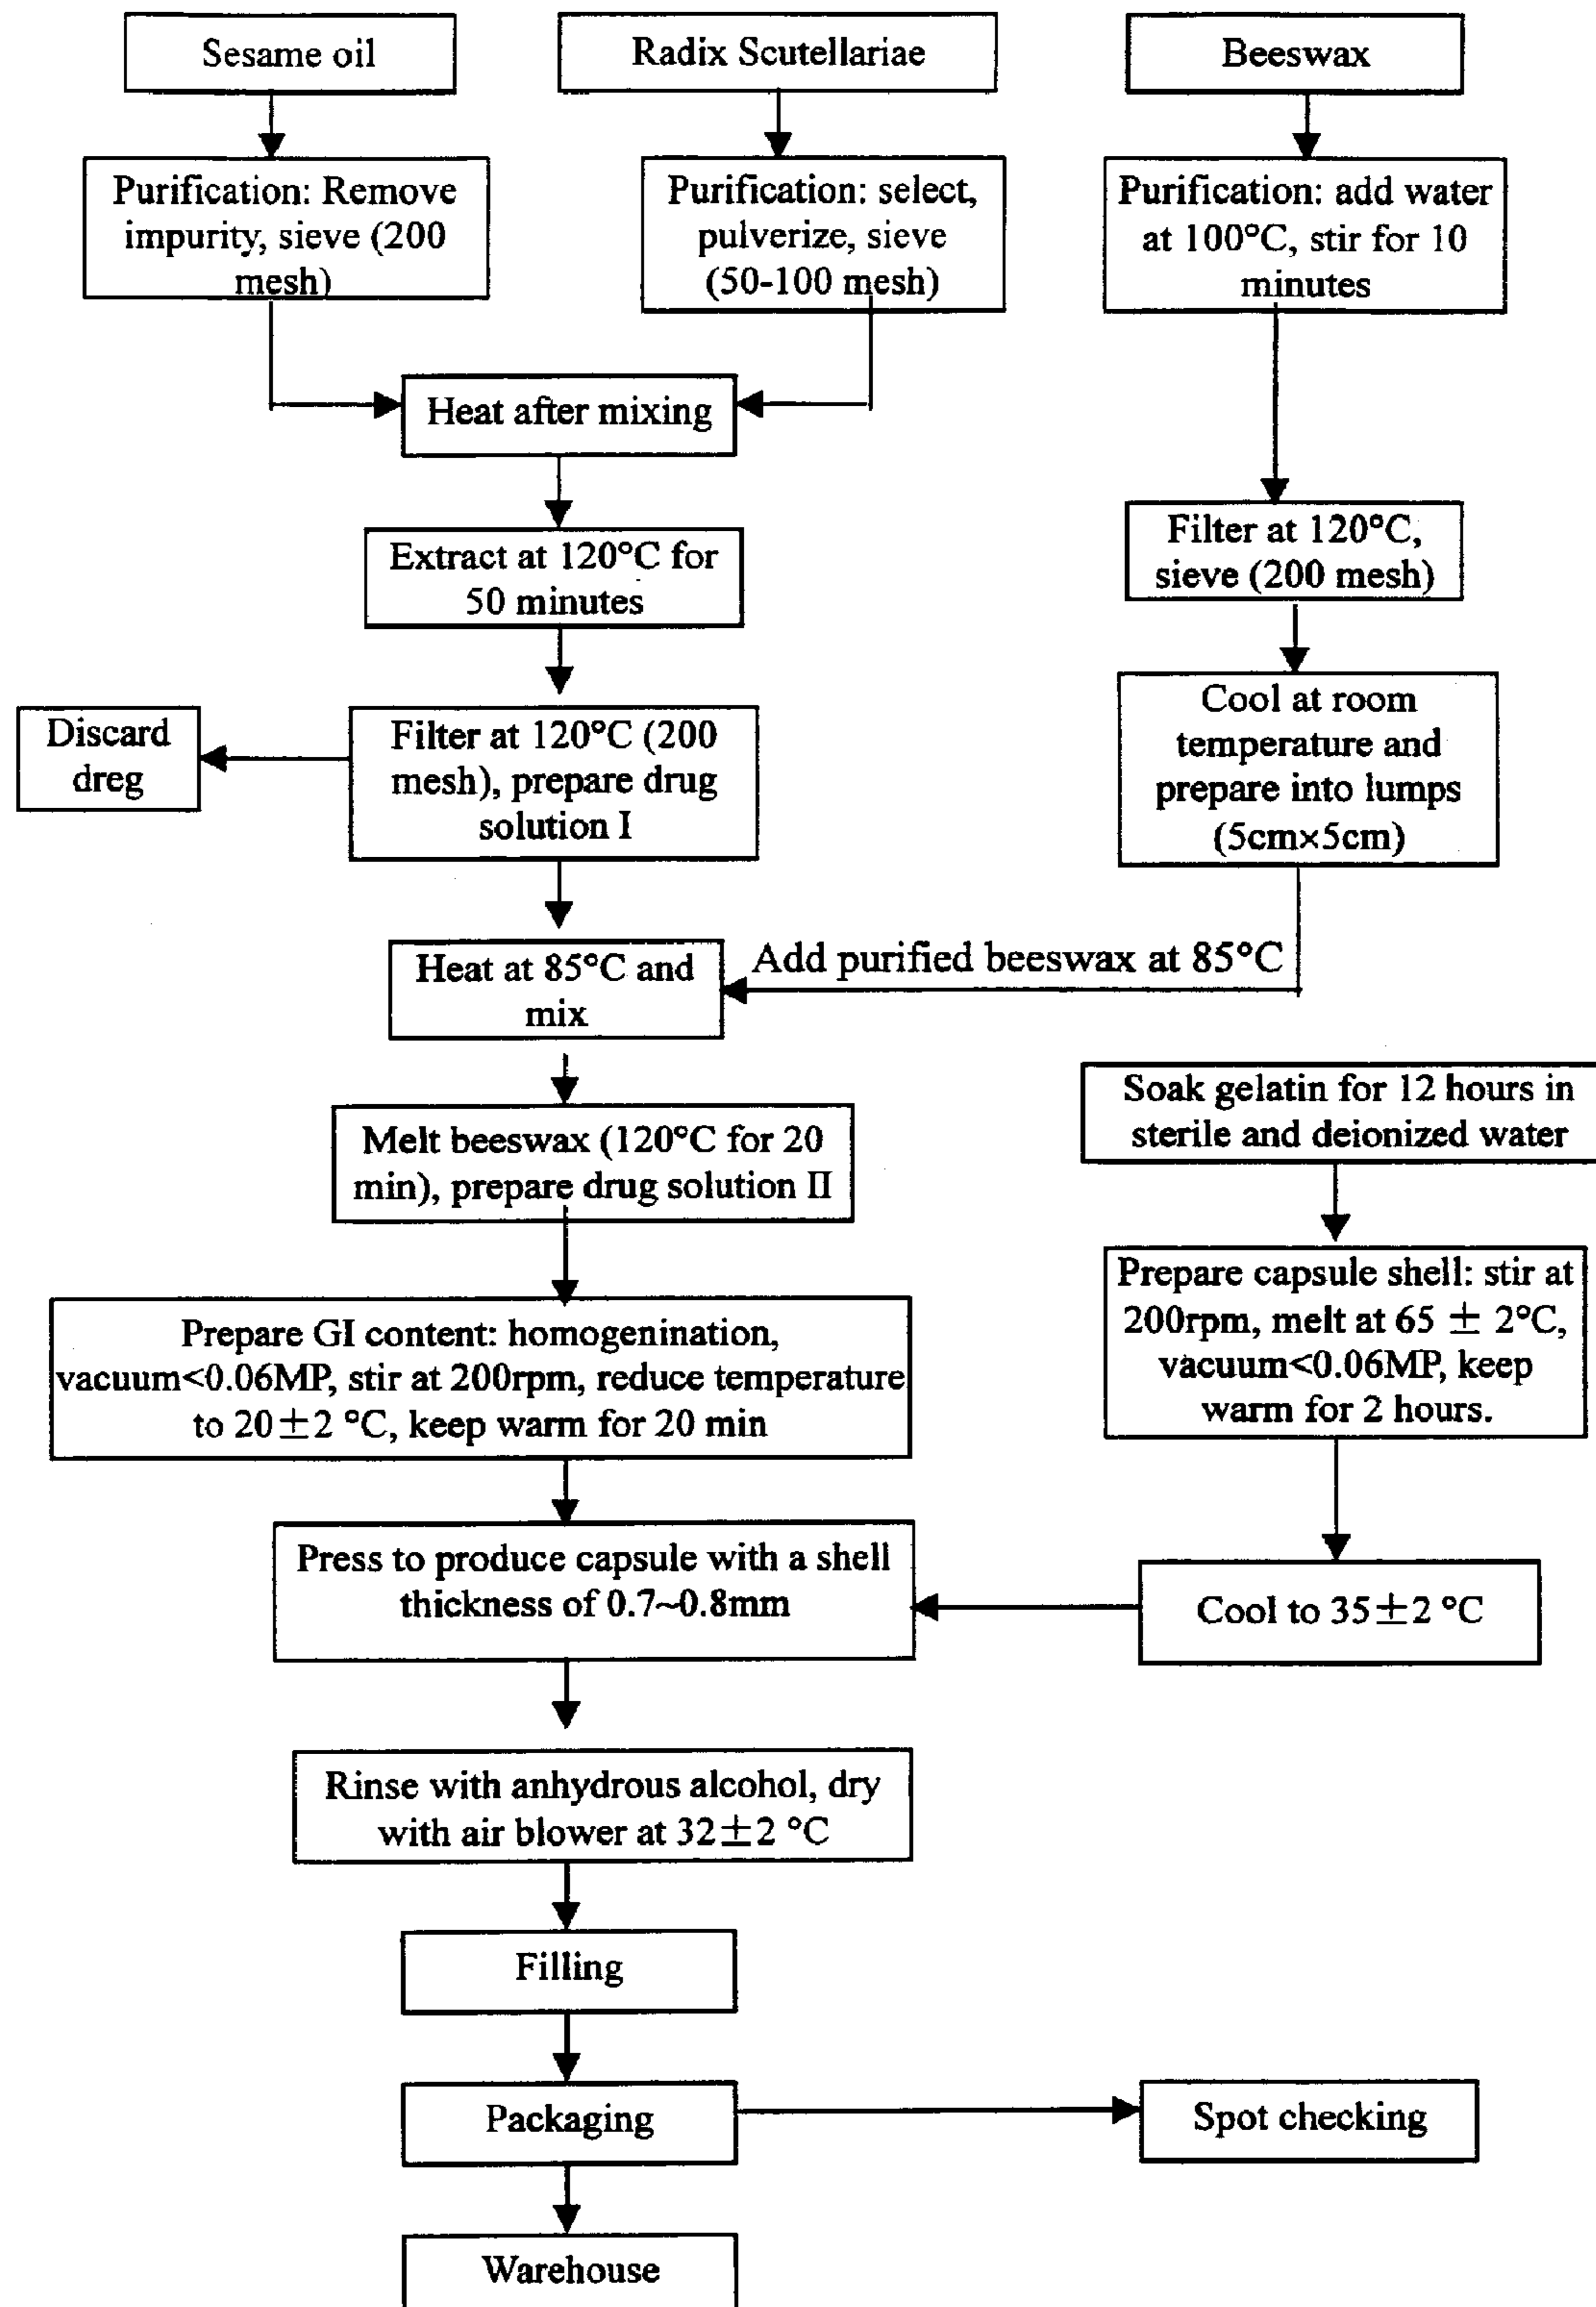 Sesame oil
Radix Scutellariae
Beeswax
Purification: Remove
impurity, sieve (200
mesh)
Purification: select,
pulverize, sieve
(50-100 mesh)
Purification: add water
at 100°C, stir for 10
minutes
Heat after mixing
Extract at 120°C for
50 minutes
Filter at 120°C,
sieve (200 mesh)
Discard
dreg
Filter at 120°C (200
mesh), prepare drug
solution I
Cool at room
temperature and
prepare into lumps
(5cm×5cm)
Heat at 85°C and
mix
Add purified beeswax at 85°C
Melt beeswax (120°C for 20
min), prepare drug solution II
Soak gelatin for 12 hours in
sterile and deionized water
Prepare GI content: homogenination,
vacuum<0.06MP, stir at 200rpm, reduce temperature
to 20±2 °C, keep warm for 20 min
Prepare capsule shell: stir at
200rpm, melt at 65 ± 2°C,
vacuum<0.06MP, keep
warm for 2 hours.
Press to produce capsule with a shell
thickness of 0.7~0.8mm
Cool to 35±2 °C
Rinse with anhydrous alcohol, dry
with air blower at 32±2 °C
Filling
Packaging
Spot checking
Warehouse